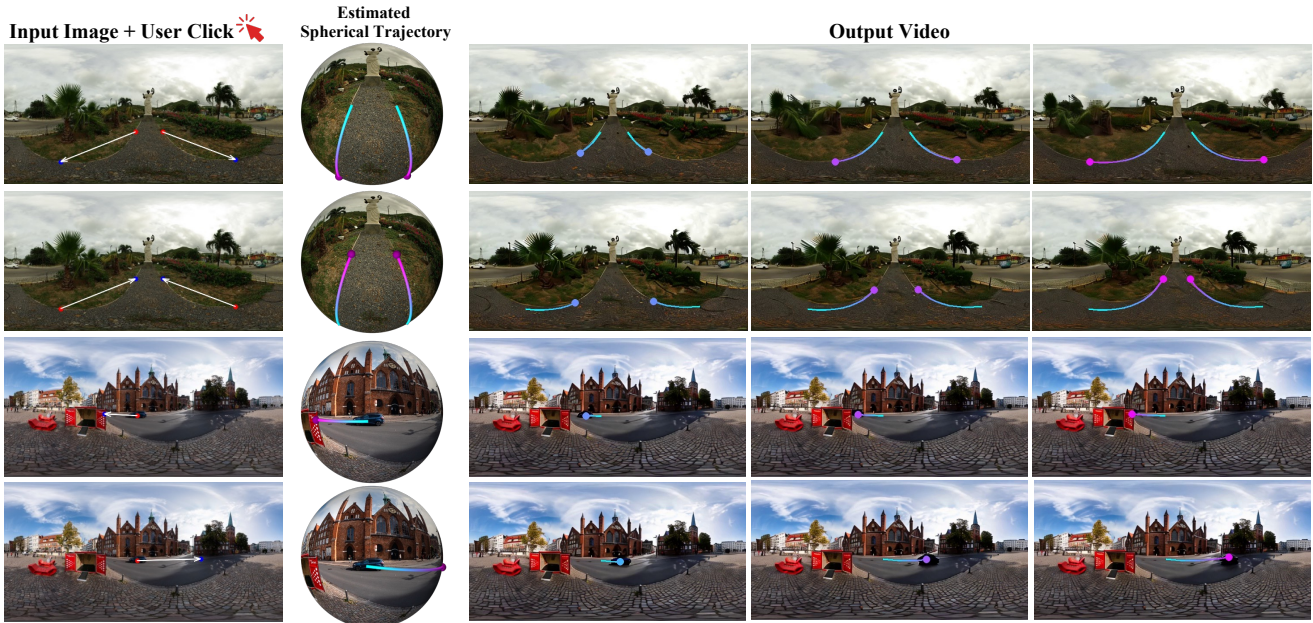 Input Image + User Click
Estimated
Spherical Trajectory
Output Video